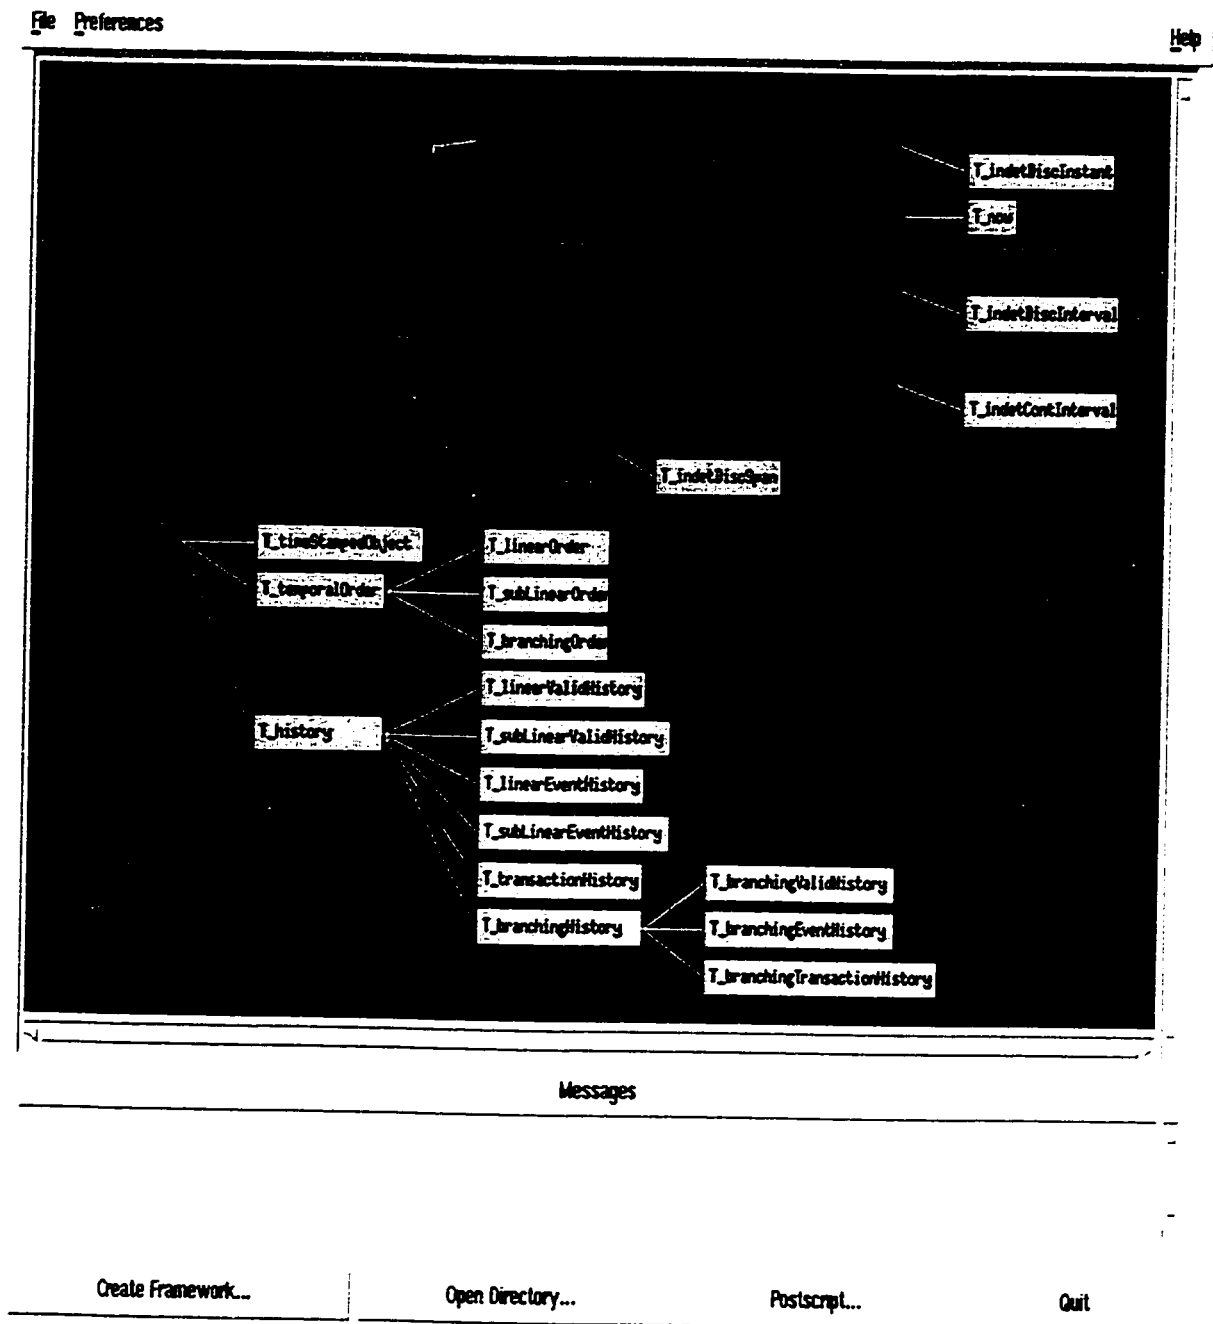 File Preferences Help
T_indetDiscInstant
T_now
T_indetDiscInterval
T_indetContInterval
T_indetDiscSpan
T_timeStampedObject
T_linearOrder
T_temporalOrder
T_subLinearOrder
T_branchingOrder
T_linearValidHistory
T_history
T_subLinearValidHistory
T_linearEventHistory
T_subLinearEventHistory
T_transactionHistory
T_branchingValidHistory
T_branchingHistory
T_branchingEventHistory
T_branchingTransactionHistory
Messages
Create Framework... Open Directory... Postscript... Quit